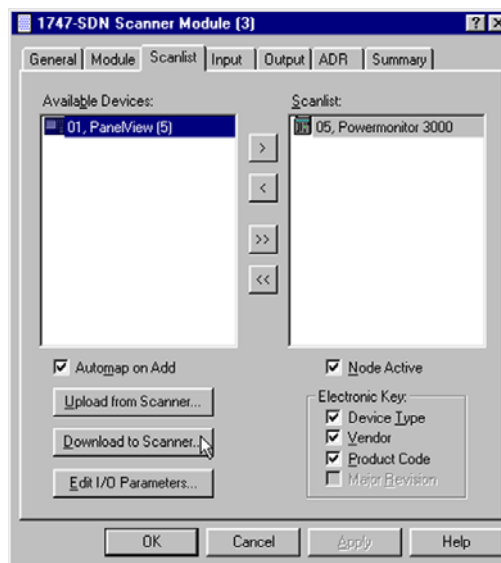 1747-SDN Scanner Module (3)
General Module Scanlist Input Output ADR Summary
Available Devices:
Scanlist:
01, PanelView (5)
05, Powermonitor 3000
>
<
>>
<<
Automap on Add
Node Active
Upload from Scanner...
Download to Scanner...
Edit I/O Parameters...
Electronic Key:
Device Type
Vendor
Product Code
Major Revision
OK Cancel Apply Help